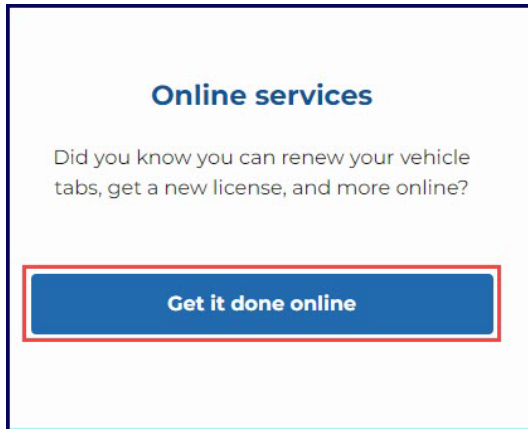 Online services
Did you know you can renew your vehicle
tabs, get a new license, and more online?
Get it done online